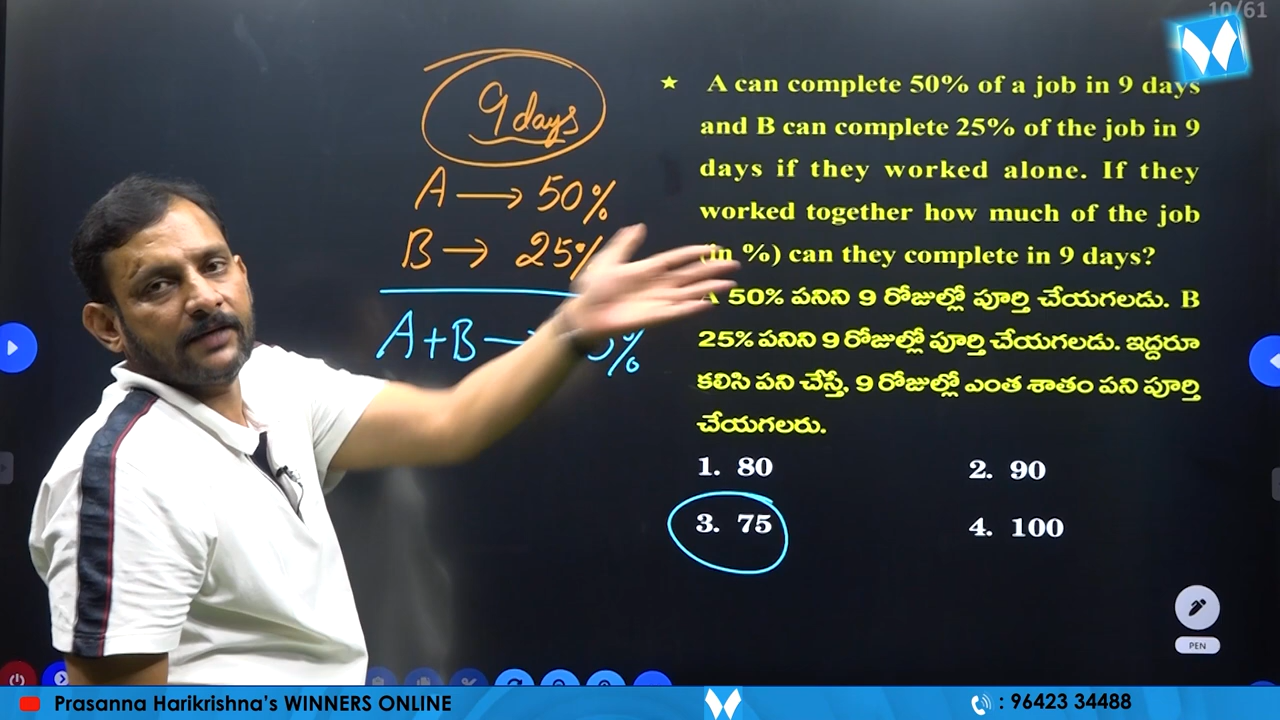 10/61
9 days
A → 50%
B → 25%
A+B →
★ A can complete 50% of a job in 9 days
and B can complete 25% of the job in 9
days if they worked alone. If they
worked together how much of the job
(in %) can they complete in 9 days?
A 50% పనిని 9 రోజుల్లో పూర్తి చేయగలడు. B
25% పనిని 9 రోజుల్లో పూర్తి చేయగలడు. ఇద్దరూ
కలిసి పని చేస్తే, 9 రోజుల్లో ఎంత శాతం పని పూర్తి
చేయగలరు.
1. 80 2. 90
3. 75 4. 100
PEN
Prasanna Harikrishna's WINNERS ONLINE
: 96423 34488